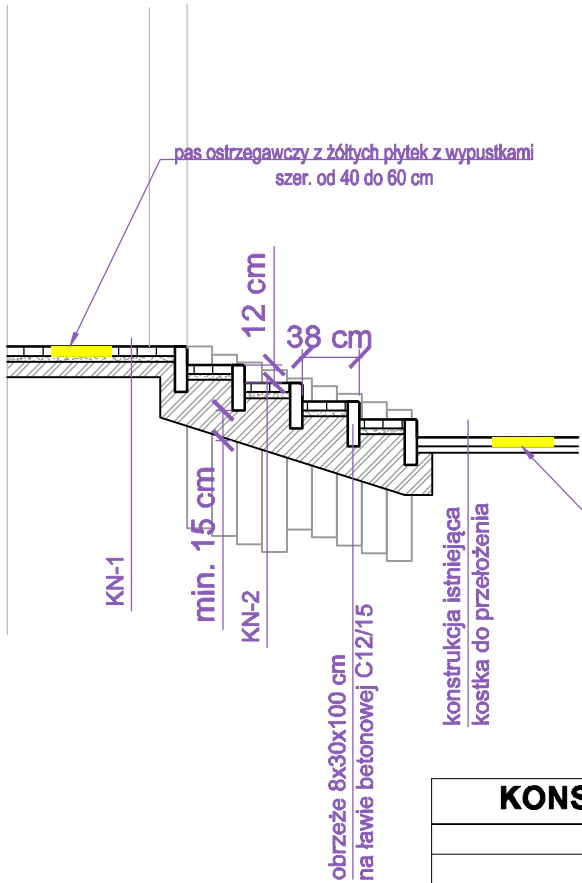 pas ostrzegawczy z żółtych płytek z wypustkami
szer. od 40 do 60 cm
12 cm
38 cm
min. 15 cm
KN-1
KN-2
obrzeże 8x30x100 cm
na ławie betonowej C12/15
konstrukcja istniejąca
kostka do przełożenia
KONS